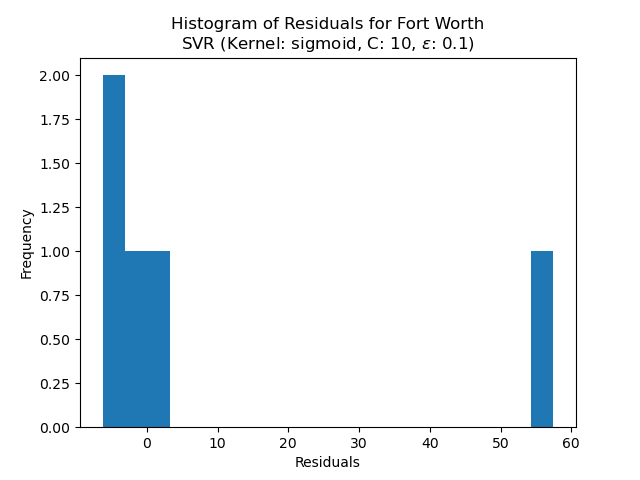 Histogram of Residuals for Fort Worth
SVR (Kernel: sigmoid, C: 10, ε: 0.1)
2.00
1.75
1.50
1.25
1.00
0.75
0.50
0.25
0.00
Frequency
0 10 20 30 40 50 60
Residuals